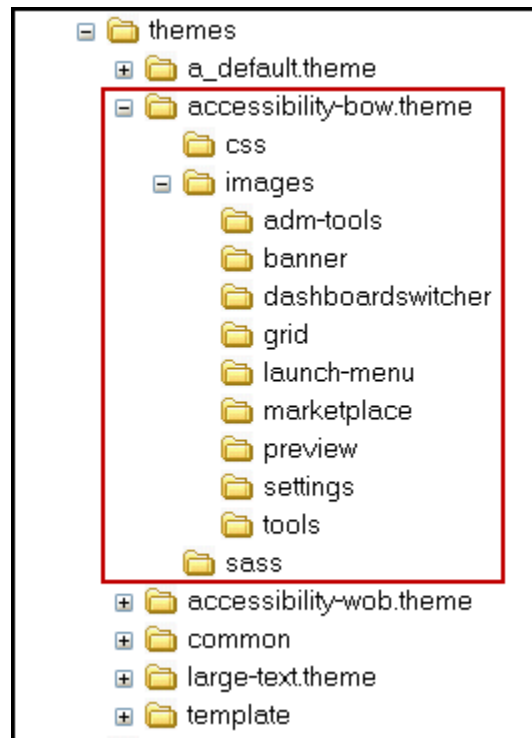 themes
a_default.theme
accessibility-bow.theme
css
images
adm-tools
banner
dashboardswitcher
grid
launch-menu
marketplace
preview
settings
tools
sass
accessibility-wob.theme
common
large-text.theme
template